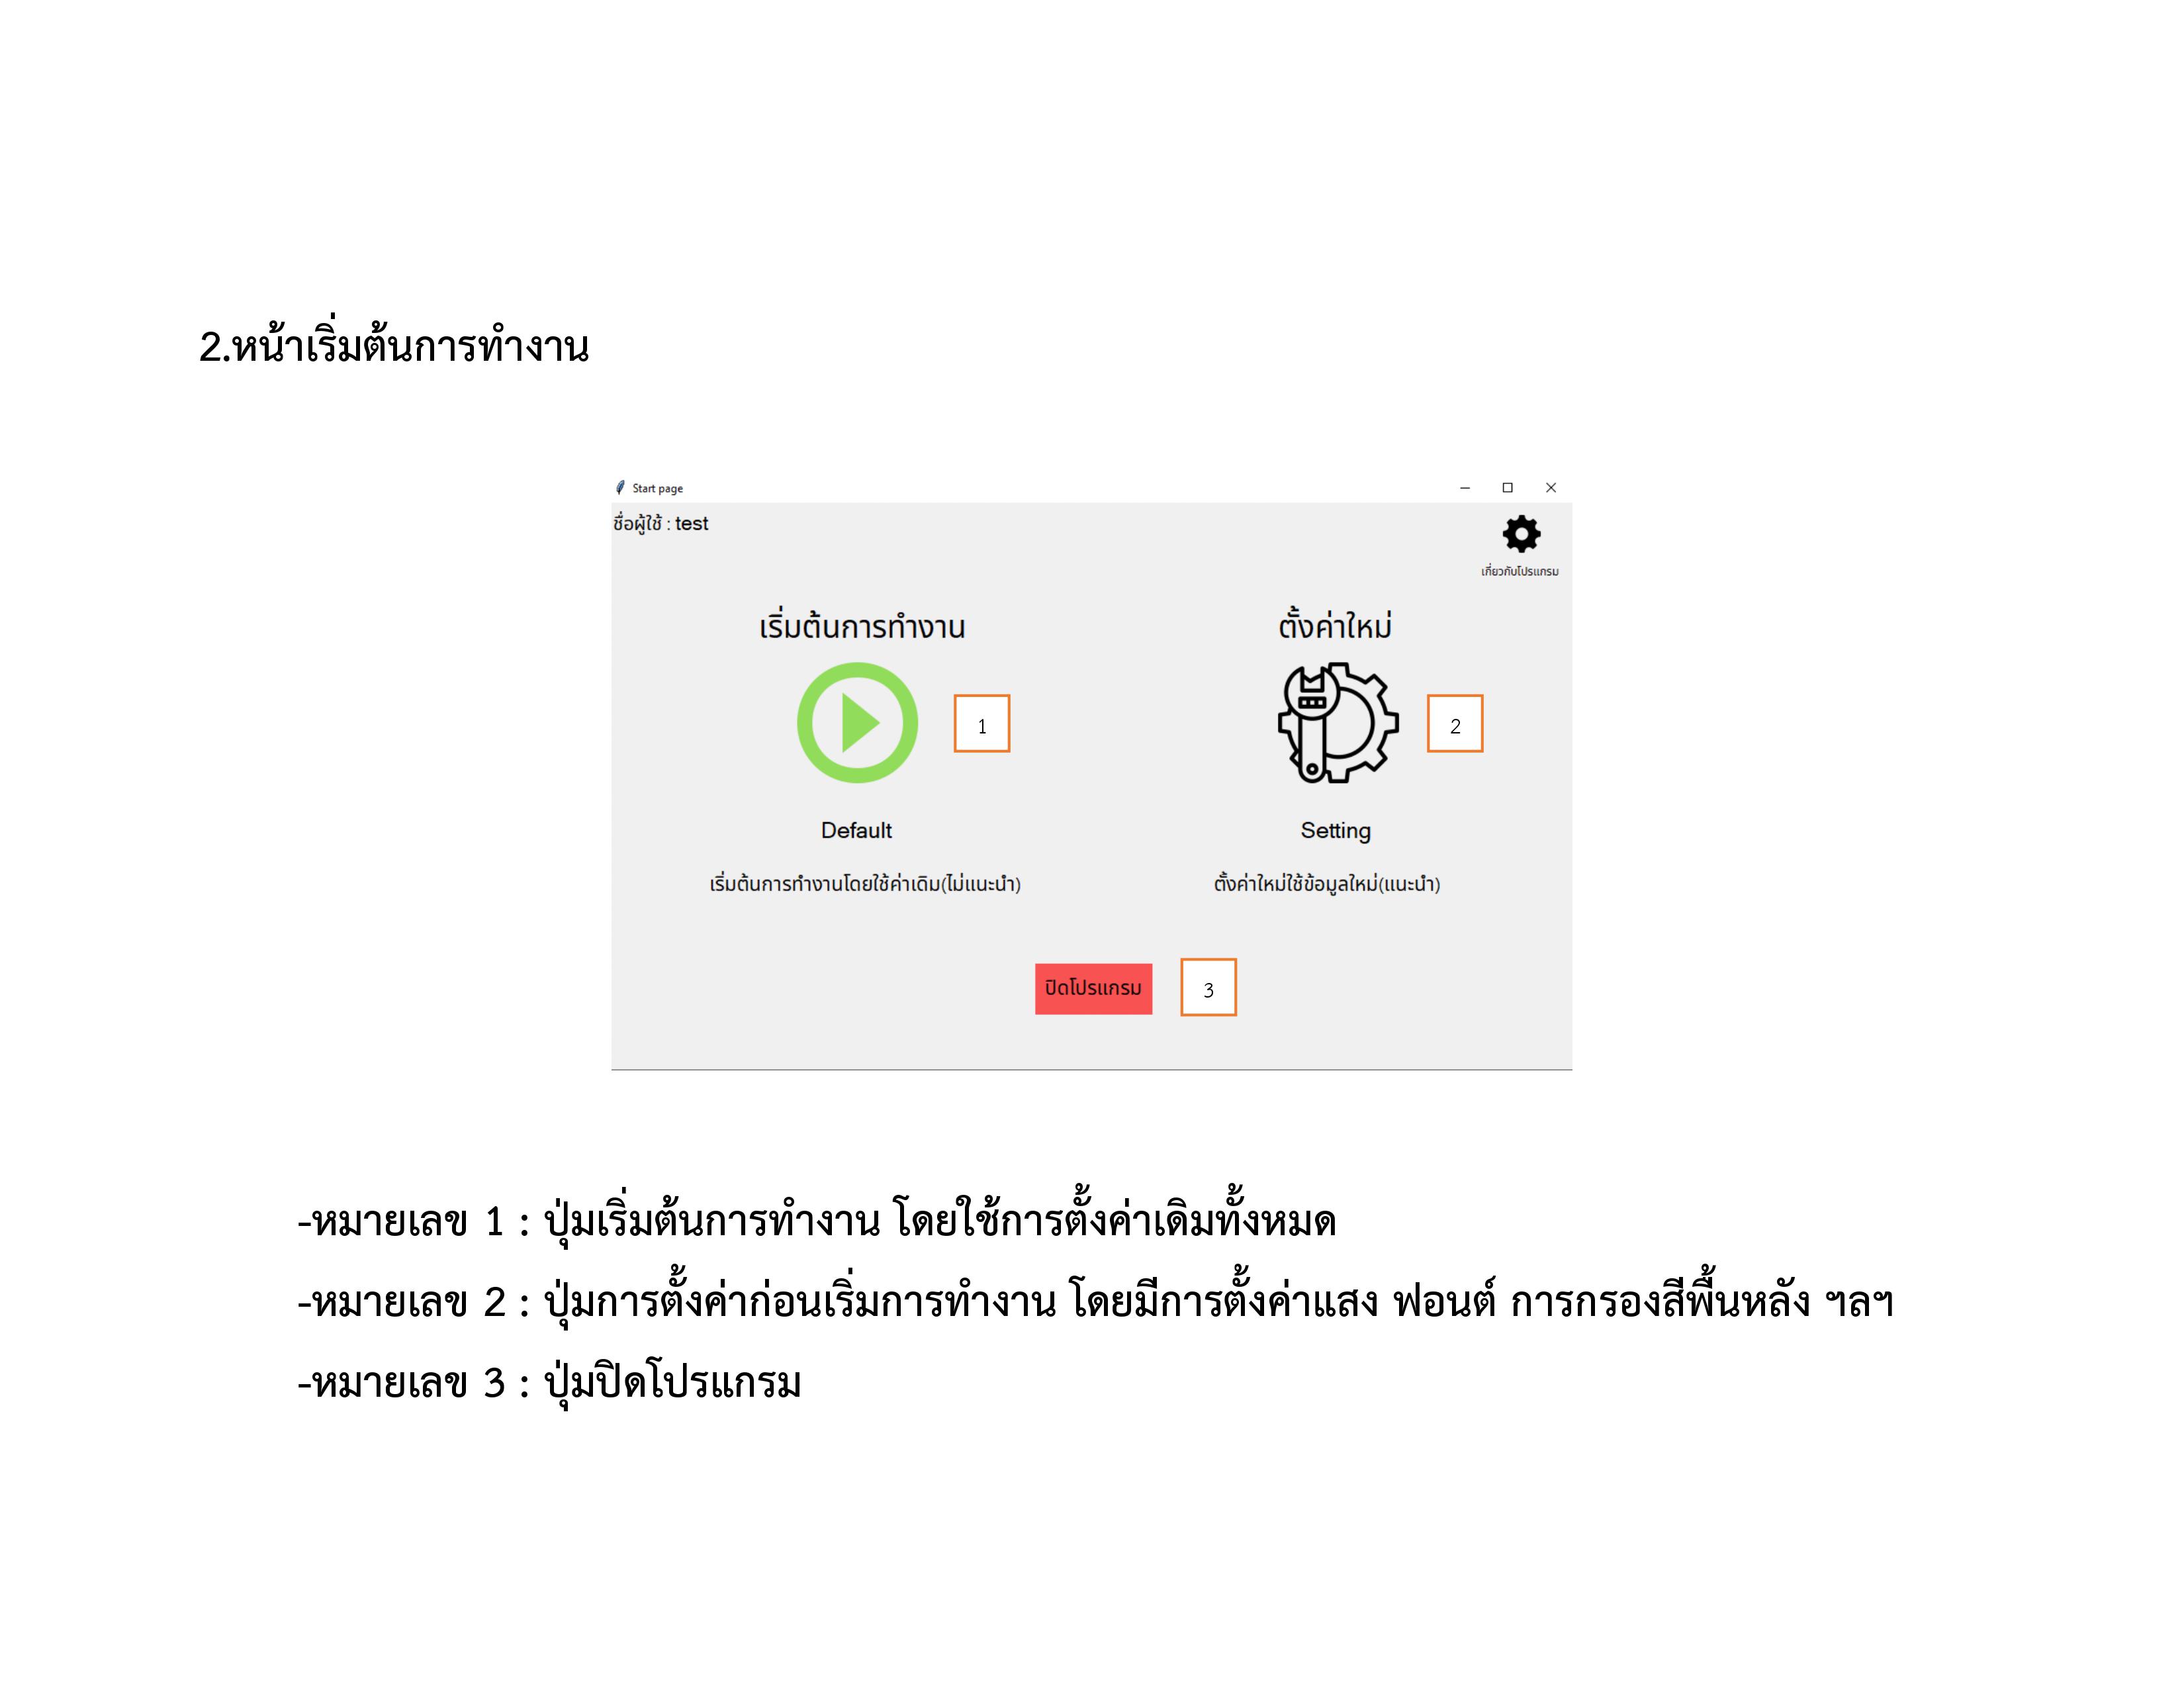 2.หน้าเริ่มต้นการทำงาน
Start page
ชื่อผู้ใช้ : test
เกี่ยวกับโปรแกรม
เริ่มต้นการทำงาน
ตั้งค่าใหม่
1
2
Default
Setting
เริ่มต้นการทำงานโดยใช้ค่าเดิม(ไม่แนะนำ)
ตั้งค่าใหม่ใช้ข้อมูลใหม่(แนะนำ)
ปิดโปรแกรม
3
-หมายเลข 1 : ปุ่มเริ่มต้นการทำงาน โดยใช้การตั้งค่าเดิมทั้งหมด
-หมายเลข 2 : ปุ่มการตั้งค่าก่อนเริ่มการทำงาน โดยมีการตั้งค่าแสง ฟอนต์ การกรองสีพื้นหลัง ฯลฯ
-หมายเลข 3 : ปุ่มปิดโปรแกรม